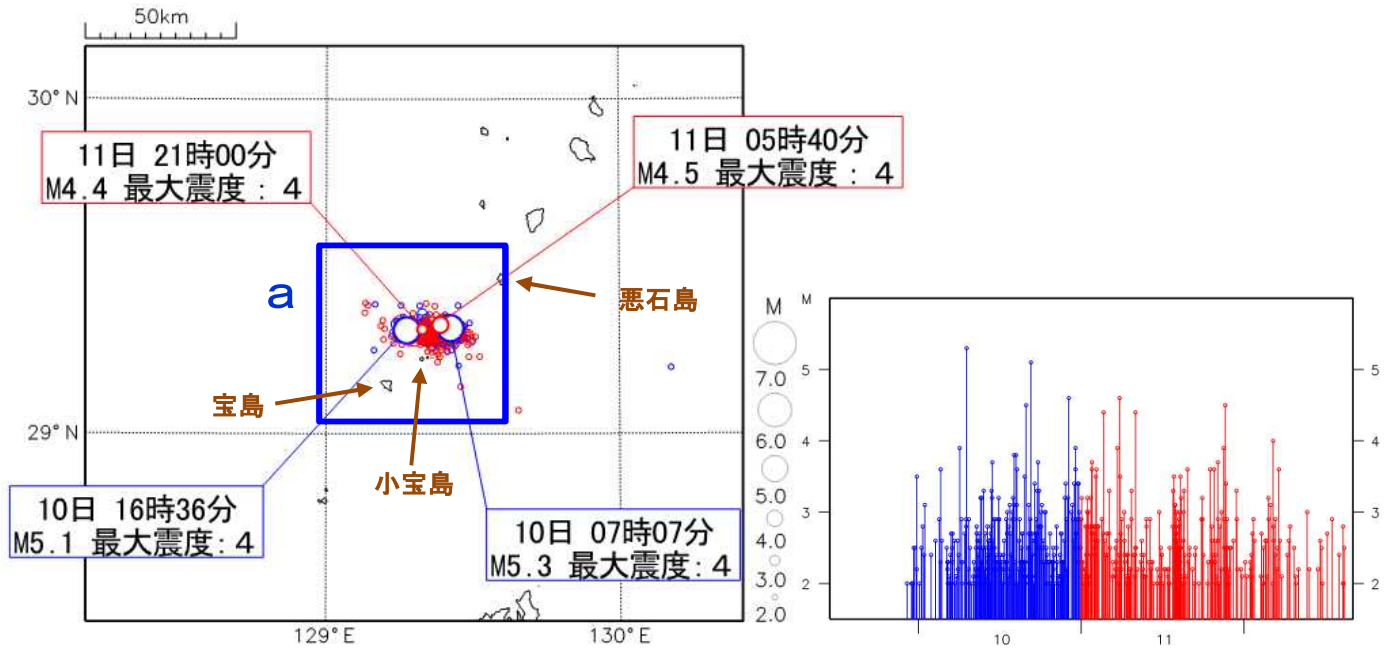 50km
30°N
11日 21時00分
M4.4 最大震度:4
11日 05時40分
M4.5 最大震度:4
a
悪石島
宝島
小宝島
29°N
10日 16時36分
M5.1 最大震度:4
10日 07時07分
M5.3 最大震度:4
129°E
130°E
M
7.0
6.0
5.0
4.0
3.0
2.0
M
5
4
3
2
5
4
3
2
10
11